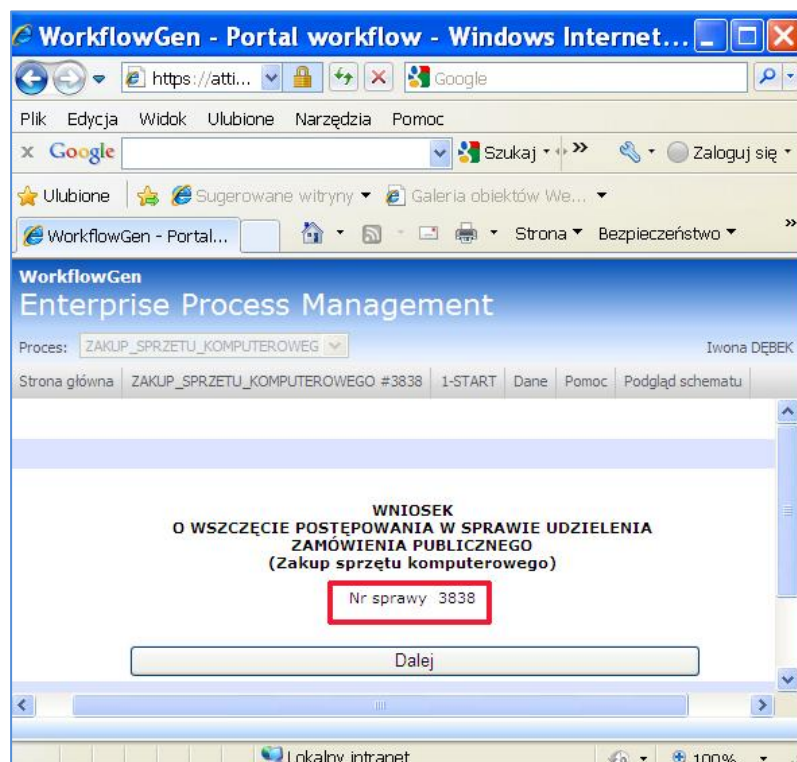 WorkflowGen - Portal workflow - Windows Internet...
https://atti... Google
Plik Edycja Widok Ulubione Narzędzia Pomoc
x Google Szukaj » Zaloguj się
Ulubione Sugerowane witryny Galeria obiektów We...
WorkflowGen - Portal... Strona Bezpieczeństwo »
WorkflowGen
Enterprise Process Management
Proces: ZAKUP_SPRZETU_KOMPUTEROWEG Iwona DĘBEK
Strona główna ZAKUP_SPRZETU_KOMPUTEROWEGO #3838 1-START Dane Pomoc Podgląd schematu
WNIOSEK
O WSZCZĘCIE POSTĘPOWANIA W SPRAWIE UDZIELENIA
ZAMÓWIENIA PUBLICZNEGO
(Zakup sprzętu komputerowego)
Nr sprawy 3838
Dalej
Lokalny intranet 100%